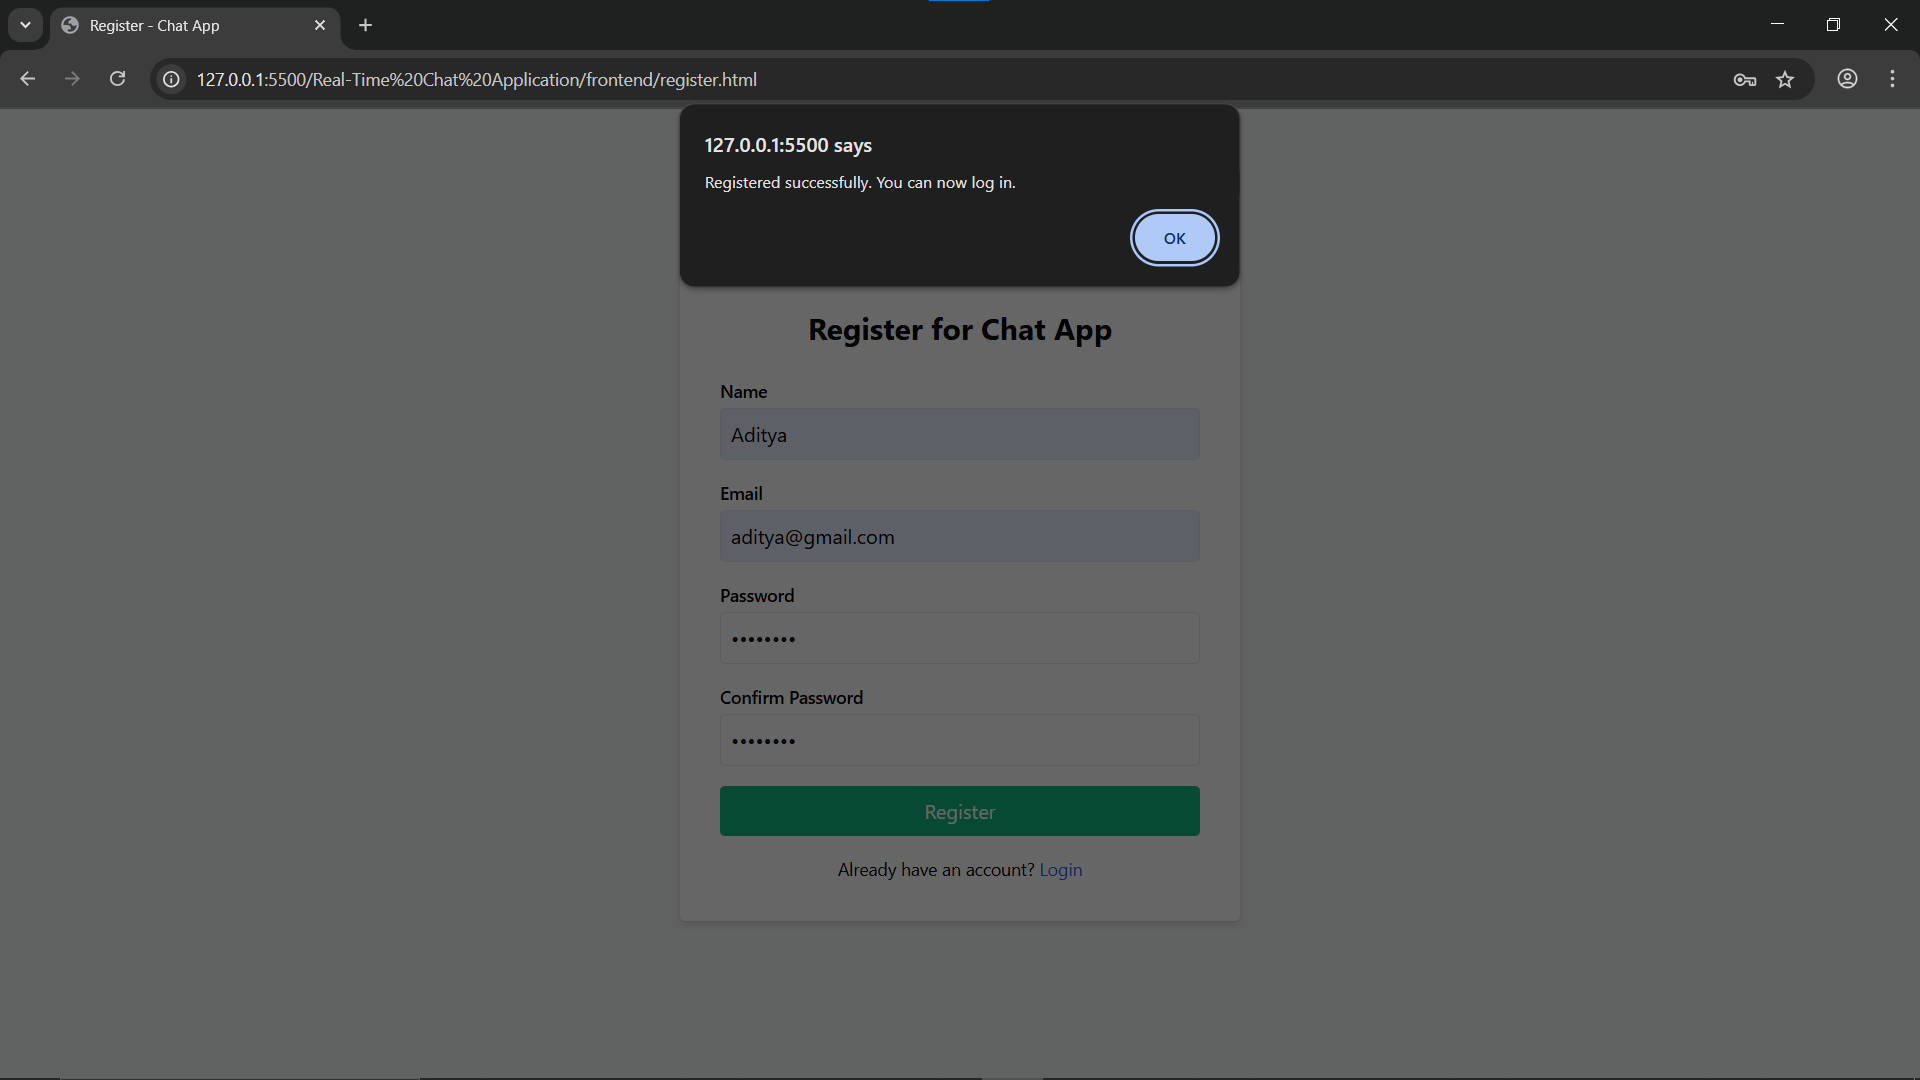 Register - Chat App
127.0.0.1:5500/Real-Time%20Chat%20Application/frontend/register.html
127.0.0.1:5500 says
Registered successfully. You can now log in.
OK
Register for Chat App
Name
Aditya
Email
aditya@gmail.com
Password
••••••••
Confirm Password
••••••••
Register
Already have an account? Login